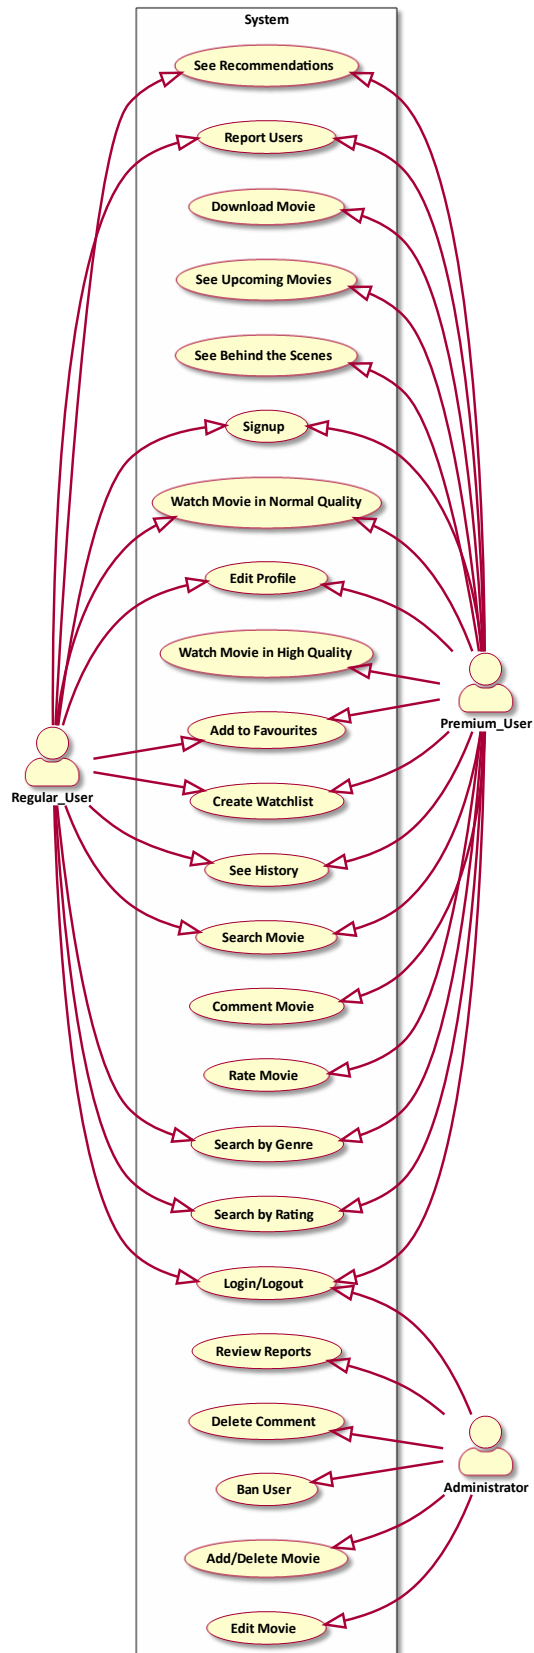 System
See Recommendations
Report Users
Download Movie
See Upcoming Movies
See Behind the Scenes
Signup
Watch Movie in Normal Quality
Edit Profile
Watch Movie in High Quality
Premium_User
Add to Favourites
Regular_User
Create Watchlist
See History
Search Movie
Comment Movie
Rate Movie
Search by Genre
Search by Rating
Login/Logout
Review Reports
Delete Comment
Administrator
Ban User
Add/Delete Movie
Edit Movie